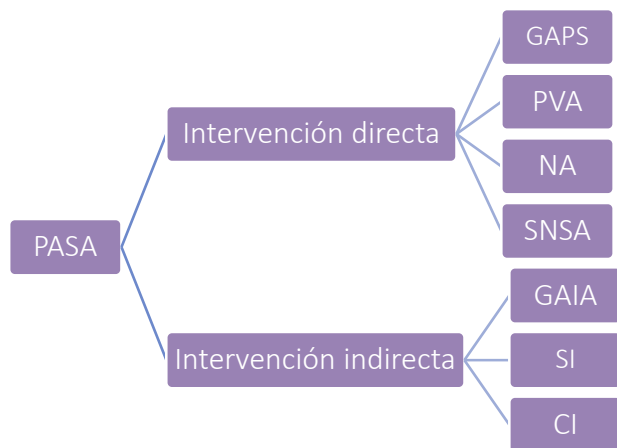 PASA
Intervención directa
GAPS
PVA
NA
SNSA
Intervención indirecta
GAIA
SI
CI